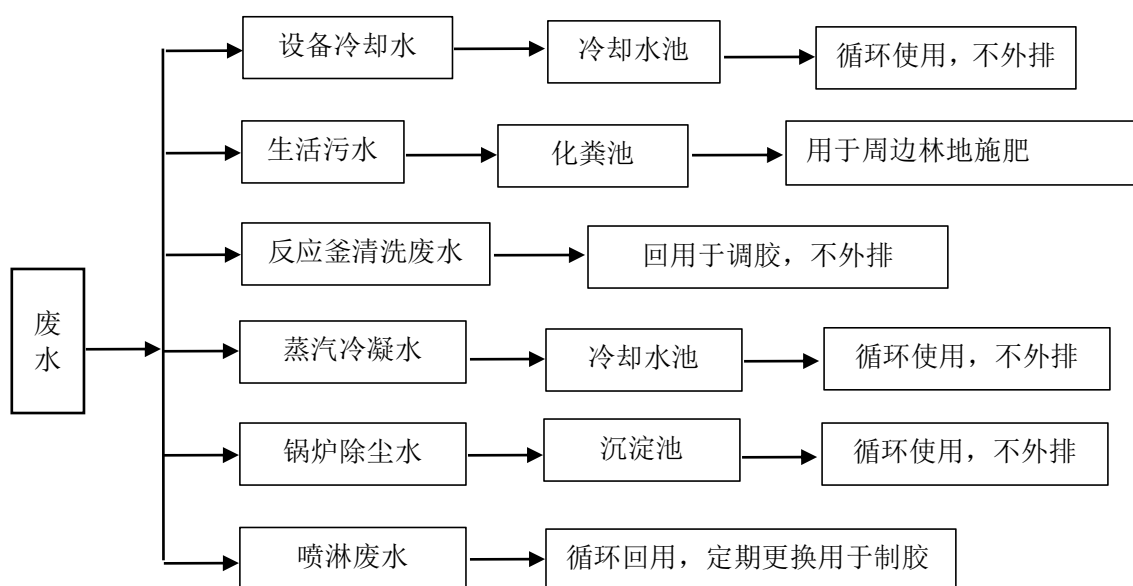 设备冷却水
冷却水池
循环使用，不外排
生活污水
化粪池
用于周边林地施肥
反应釜清洗废水
回用于调胶，不外排
废
水
蒸汽冷凝水
冷却水池
循环使用，不外排
锅炉除尘水
沉淀池
循环使用，不外排
喷淋废水
循环回用，定期更换用于制胶